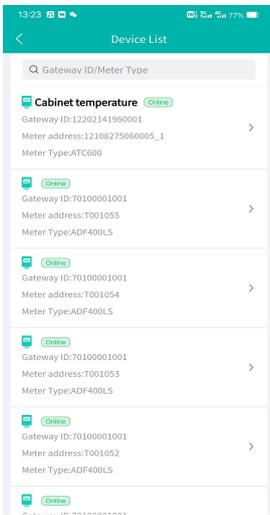 13:23 77%
Device List
Gateway ID/Meter Type
Cabinet temperature Online
Gateway ID:12202141960001
Meter address:12108275060005_1
Meter Type:ATC600
Online
Gateway ID:70100001001
Meter address:T001055
Meter Type:ADF400LS
Online
Gateway ID:70100001001
Meter address:T001054
Meter Type:ADF400LS
Online
Gateway ID:70100001001
Meter address:T001053
Meter Type:ADF400LS
Online
Gateway ID:70100001001
Meter address:T001052
Meter Type:ADF400LS
Online
Gateway ID:70100001001